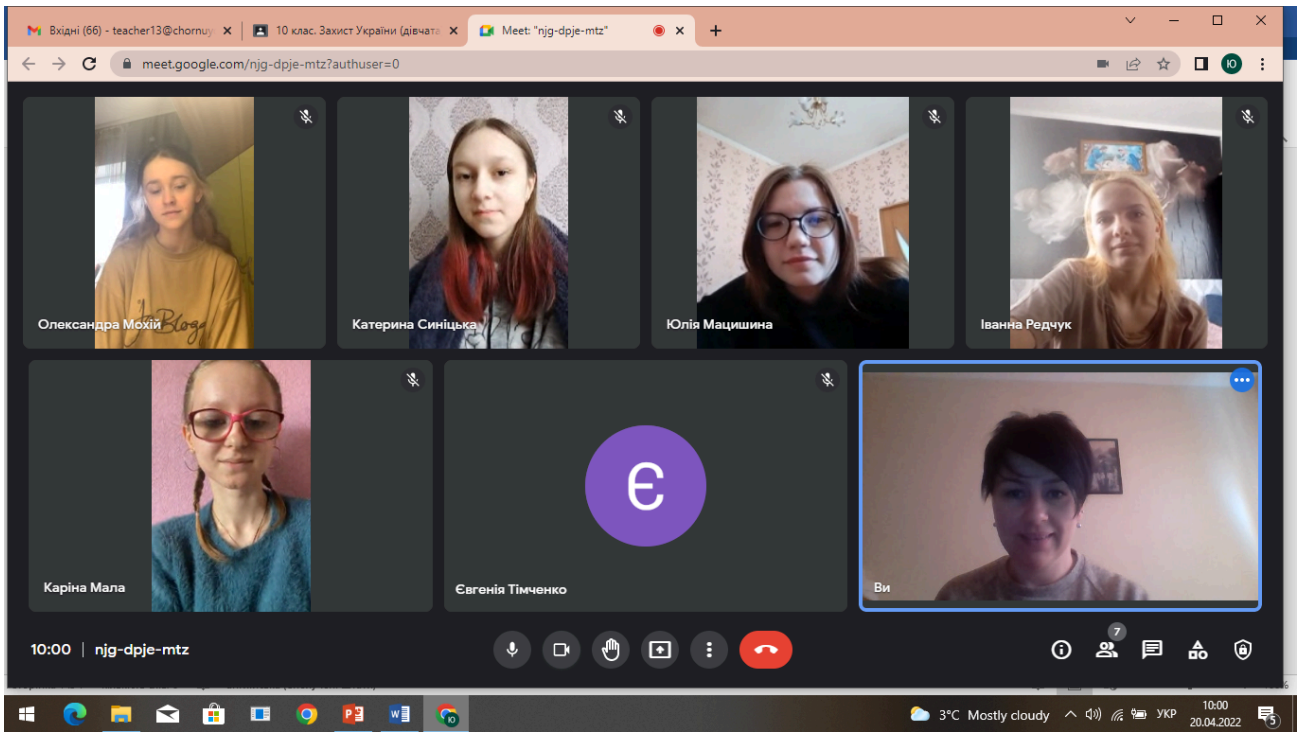 Вхідні (66) - teacher13@chornuy
10 клас. Захист України (дівчата
Meet: "njg-dpje-mtz"
meet.google.com/njg-dpje-mtz?authuser=0
Ю
Олександра Мохій
Катерина Синіцька
Юлія Мацишина
Іванна Редчук
Каріна Мала
Є
Євгенія Тімченко
Ви
10:00 | njg-dpje-mtz
7
3°C Mostly cloudy
УКР
10:00
20.04.2022
5